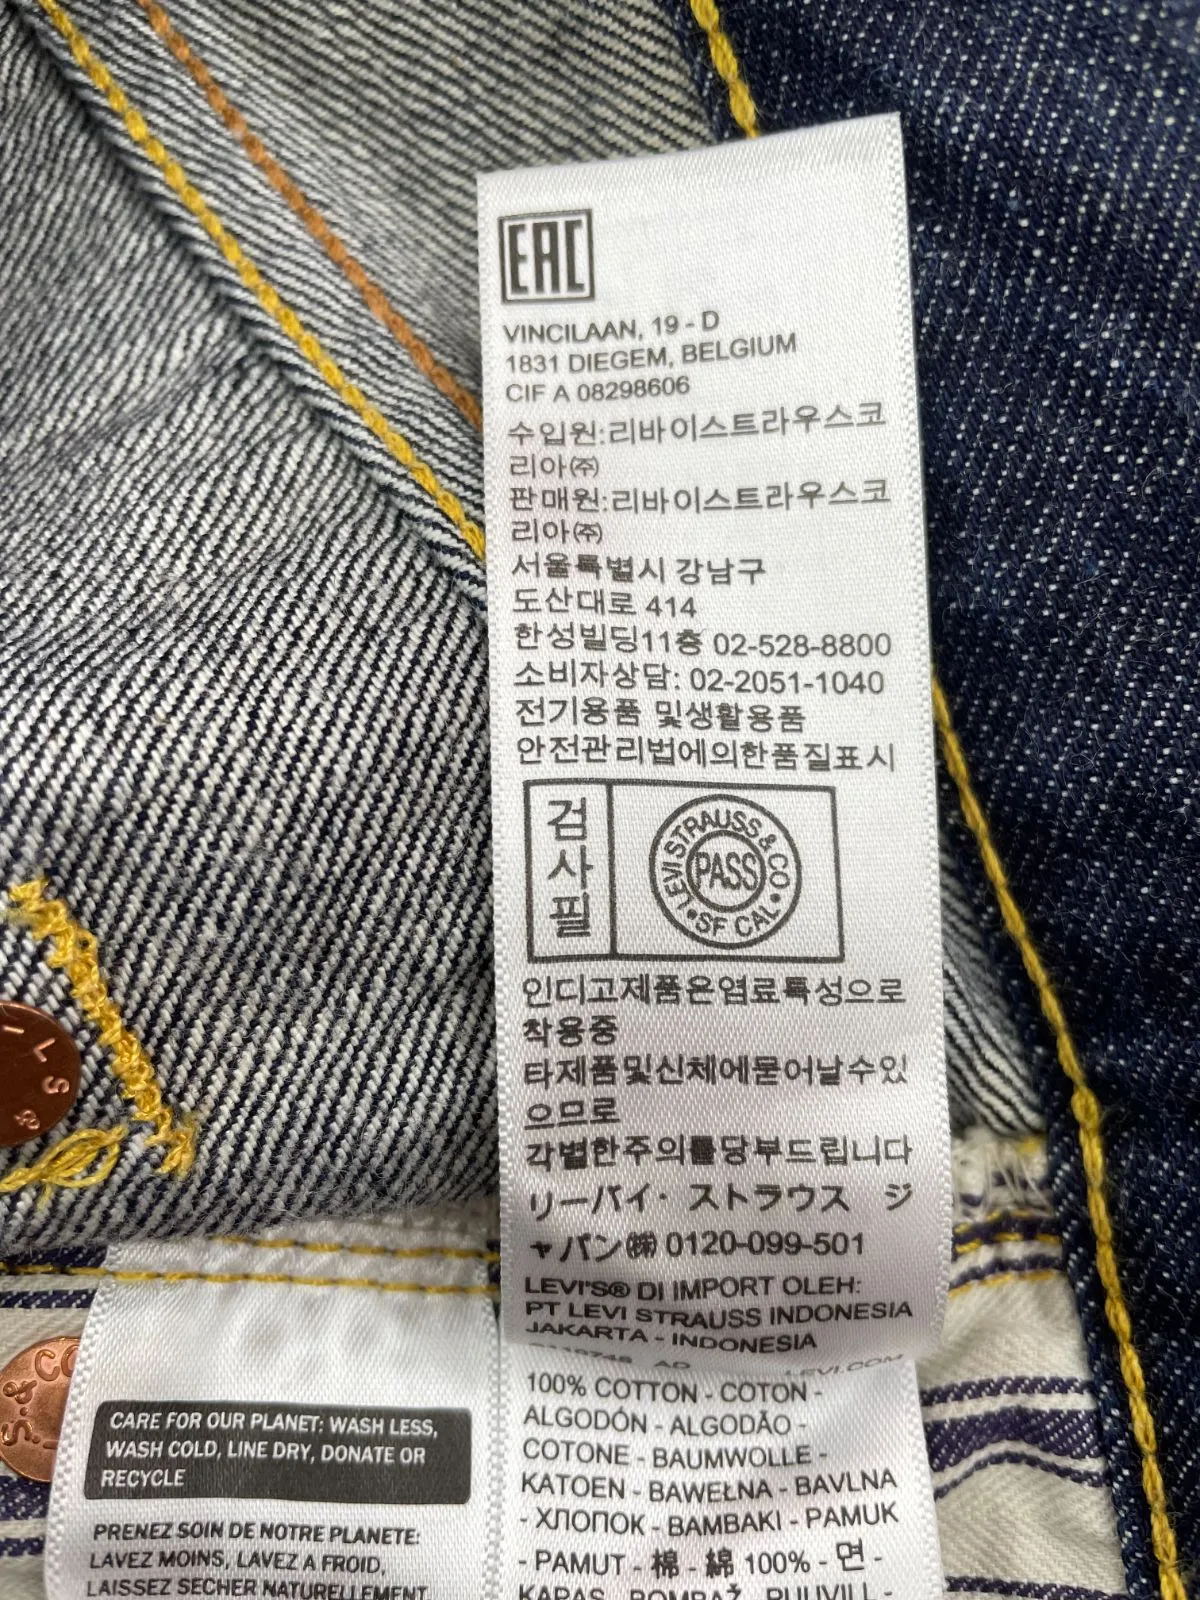 EAC
VINCILAAN, 19 - D
1831 DIEGEM, BELGIUM
CIF A 08298606
수입원:리바이스트라우스코
리아㈜
판매원:리바이스트라우스코
리아㈜
서울특별시 강남구
도산대로 414
한성빌딩11층 02-528-8800
소비자상담: 02-2051-1040
전기용품 및생활용품
안전관리법에의한품질표시
검사필
LEVI STRAUSS & CO
PASS
SF CAL
인디고제품은염료특성으로
착용중
타제품및신체에묻어날수있
으므로
각별한주의를당부드립니다
リーバイ・ストラウス ジ
ャパン㈱ 0120-099-501
LEVI'S® DI IMPORT OLEH:
PT LEVI STRAUSS INDONESIA
JAKARTA - INDONESIA
AD LEVI.COM
100% COTTON - COTON -
ALGODÓN - ALGODÃO -
COTONE - BAUMWOLLE -
KATOEN - BAWEŁNA - BAVLNA
- ХЛОПОК - BAMBAKI - PAMUK
- PAMUT - 棉 - 綿 100% - 면 -
KAPAS - BOMBAŽ - PUUVILL -
CARE FOR OUR PLANET: WASH LESS,
WASH COLD, LINE DRY, DONATE OR
RECYCLE
PRENEZ SOIN DE NOTRE PLANETE:
LAVEZ MOINS, LAVEZ A FROID,
LAISSEZ SECHER NATURELLEMENT,
I L S &
S. & CO